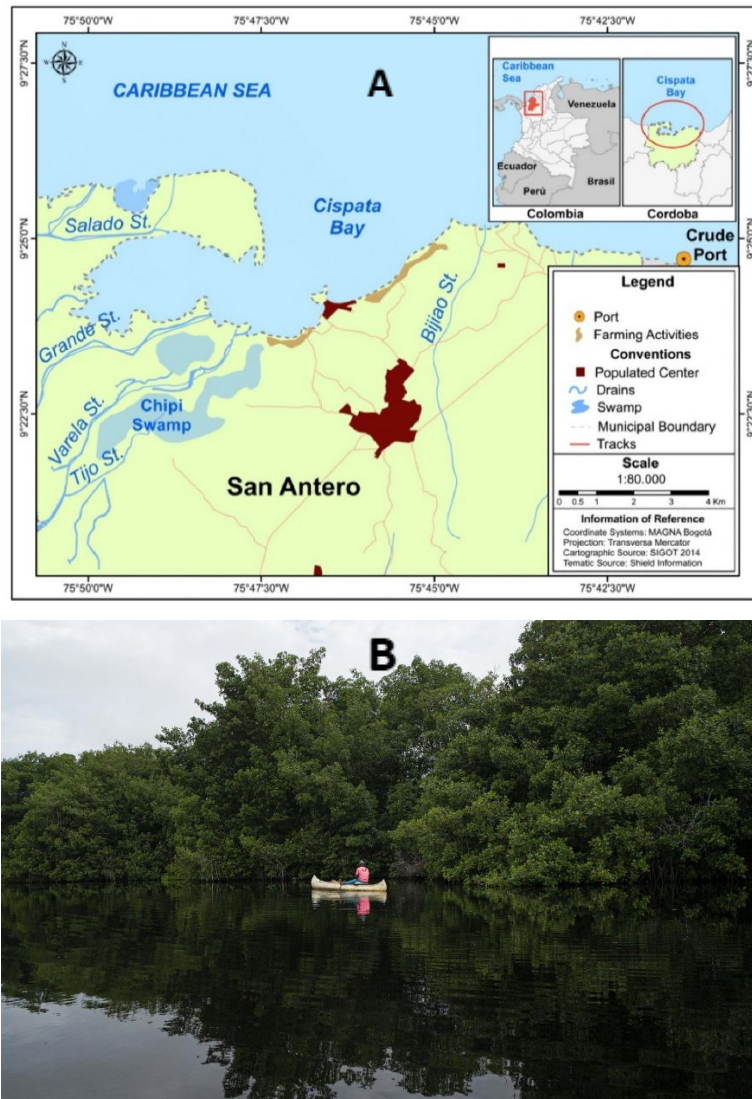 75°50'0"W 75°47'30"W 75°45'0"W 75°42'30"W
9°27'30"N
N
W E
S
CARIBBEAN SEA
A
Caribbean
Sea
Venezuela
Ecuador
Perú
Brasil
Colombia
Cispata
Bay
Cordoba
Salado St.
Cispata
Bay
9°25'0"N
Crude
Port
Bijiao St.
Grande St.
Varela St.
Chipi
Swamp
Tijo St.
9°22'0"N
San Antero
Legend
Port
Farming Activities
Conventions
Populated Center
Drains
Swamp
Municipal Boundary
Tracks
Scale
1:80.000
0 0.5 1 2 3 4 Km
Information of Reference
Coordinate Systems: MAGNA Bogotá
Projection: Transversa Mercator
Cartographic Source: SIGOT 2014
Tematic Source: Shield Information
75°50'0"W 75°47'30"W 75°45'0"W 75°42'30"W
B